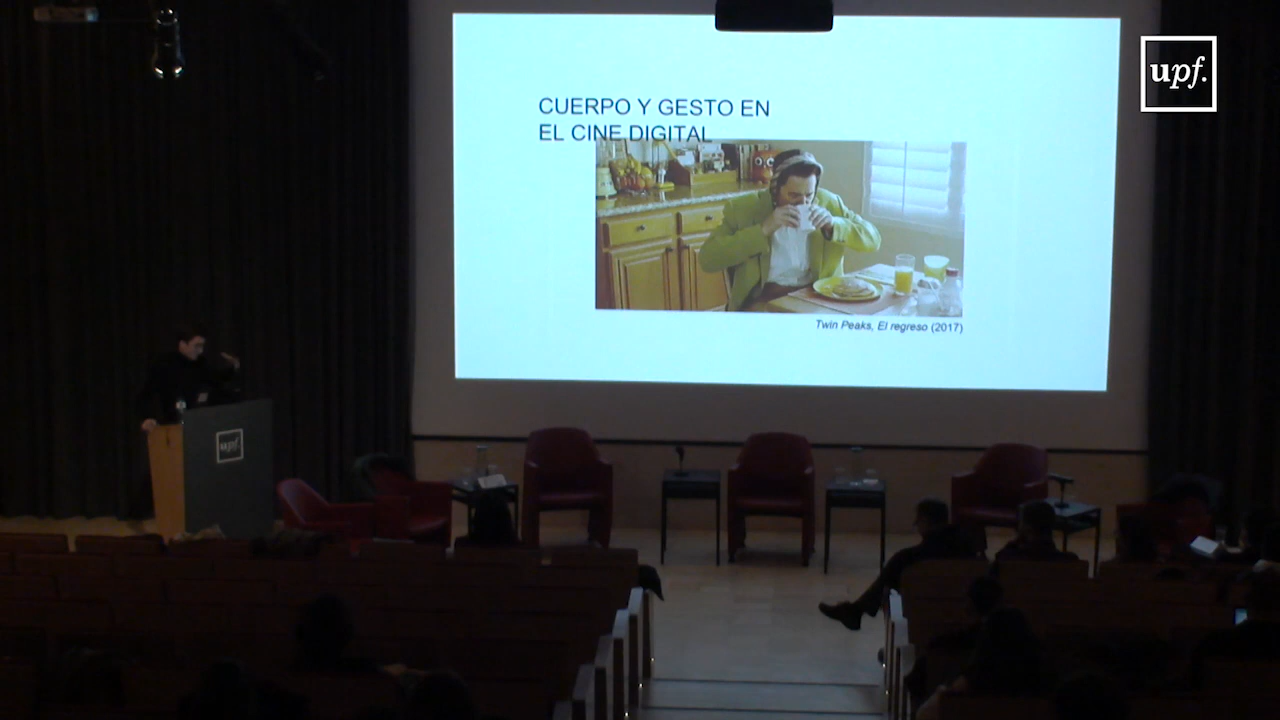 upf.
CUERPO Y GESTO EN
EL CINE DIGITAL
Twin Peaks, El regreso (2017)
upf.